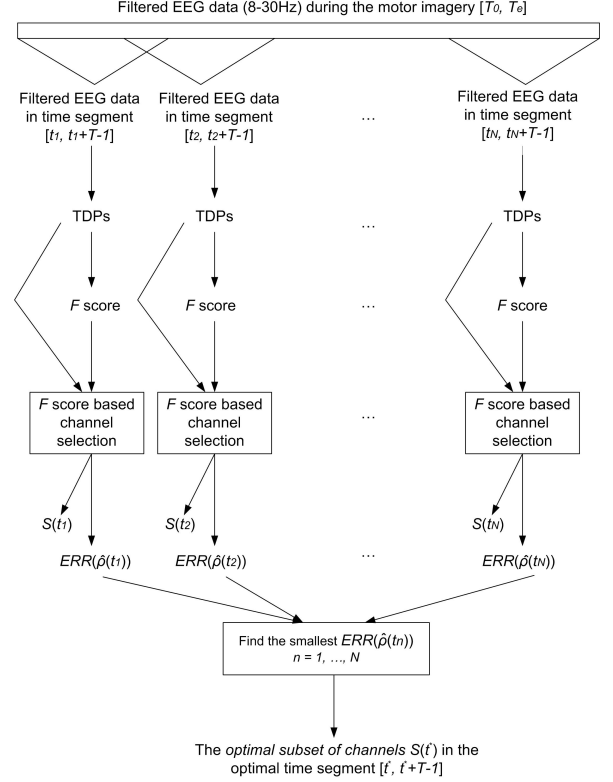 Filtered EEG data (8-30Hz) during the motor imagery [T0, Te]
Filtered EEG data
in time segment
[t1, t1+T-1]
Filtered EEG data
in time segment
[t2, t2+T-1]
...
Filtered EEG data
in time segment
[tN, tN+T-1]
TDPs
TDPs
...
TDPs
F score
F score
...
F score
F score based
channel
selection
F score based
channel
selection
...
F score based
channel
selection
S(t1)
S(t2)
S(tN)
ERR(ρ̂(t1))
ERR(ρ̂(t2))
...
ERR(ρ̂(tN))
Find the smallest ERR(ρ̂(tn))
n = 1, ..., N
The optimal subset of channels S(t*) in the
optimal time segment [t*, t*+T-1]